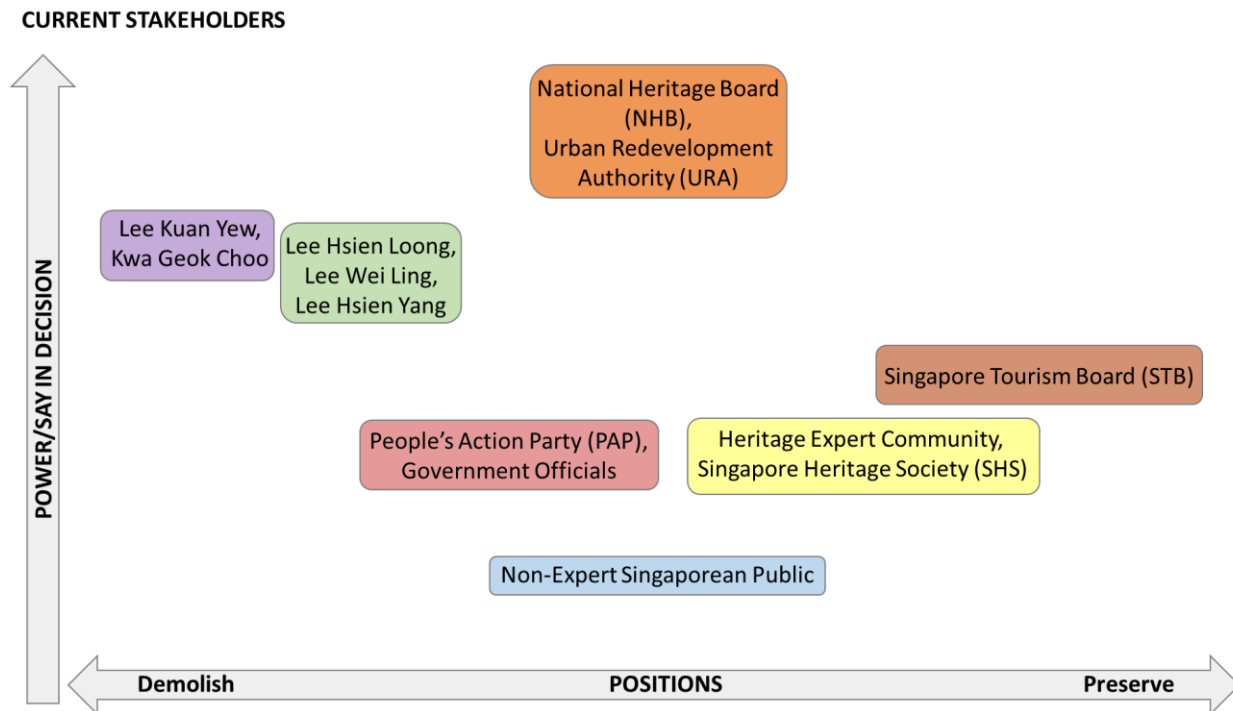 CURRENT STAKEHOLDERS
National Heritage Board
(NHB),
Urban Redevelopment
Authority (URA)
Lee Kuan Yew,
Kwa Geok Choo
Lee Hsien Loong,
Lee Wei Ling,
Lee Hsien Yang
Singapore Tourism Board (STB)
People’s Action Party (PAP),
Government Officials
Heritage Expert Community,
Singapore Heritage Society (SHS)
Non-Expert Singaporean Public
POWER/SAY IN DECISION
Demolish
POSITIONS
Preserve